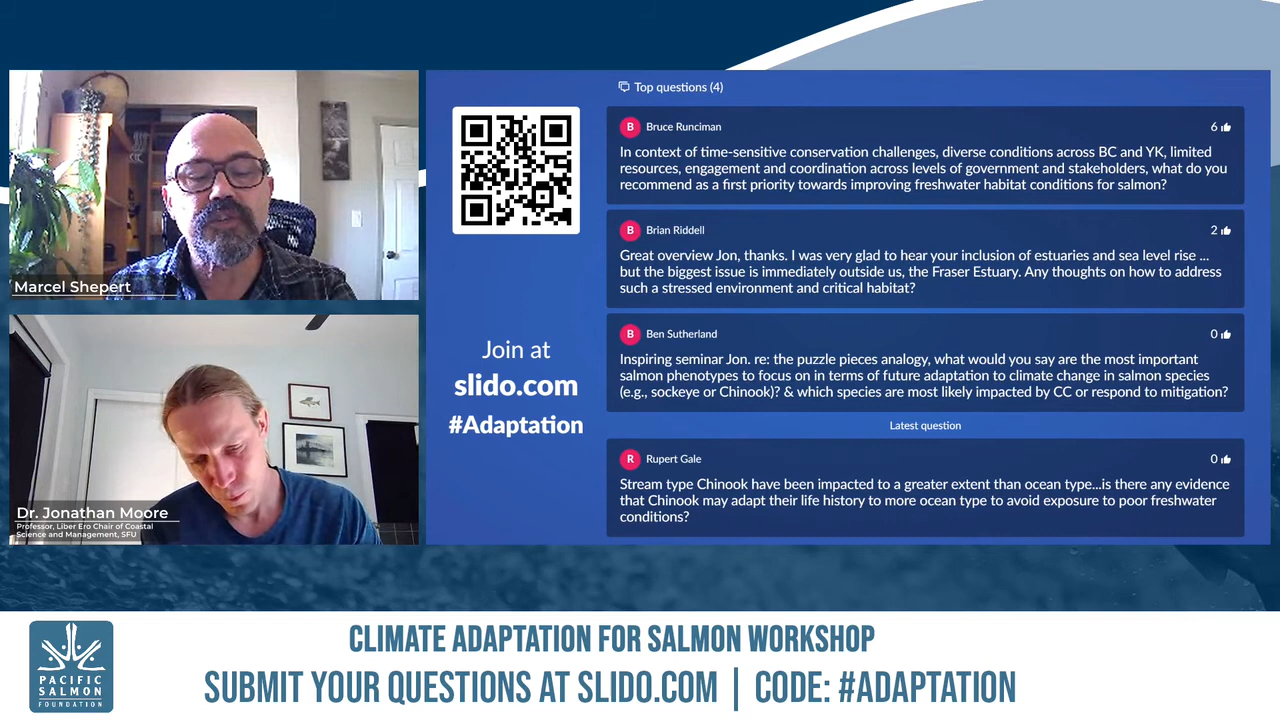 Marcel Shepert
Dr. Jonathan Moore
Professor, Liber Ero Chair of Coastal
Science and Management, SFU
Join at
slido.com
#Adaptation
Top questions (4)
B Bruce Runciman 6
In context of time-sensitive conservation challenges, diverse conditions across BC and YK, limited
resources, engagement and coordination across levels of government and stakeholders, what do you
recommend as a first priority towards improving freshwater habitat conditions for salmon?
B Brian Riddell 2
Great overview Jon, thanks. I was very glad to hear your inclusion of estuaries and sea level rise ...
but the biggest issue is immediately outside us, the Fraser Estuary. Any thoughts on how to address
such a stressed environment and critical habitat?
B Ben Sutherland 0
Inspiring seminar Jon. re: the puzzle pieces analogy, what would you say are the most important
salmon phenotypes to focus on in terms of future adaptation to climate change in salmon species
(e.g., sockeye or Chinook)? & which species are most likely impacted by CC or respond to mitigation?
Latest question
R Rupert Gale 0
Stream type Chinook have been impacted to a greater extent than ocean type...is there any evidence
that Chinook may adapt their life history to more ocean type to avoid exposure to poor freshwater
conditions?
PACIFIC
SALMON
FOUNDATION
CLIMATE ADAPTATION FOR SALMON WORKSHOP
SUBMIT YOUR QUESTIONS AT SLIDO.COM | CODE: #ADAPTATION